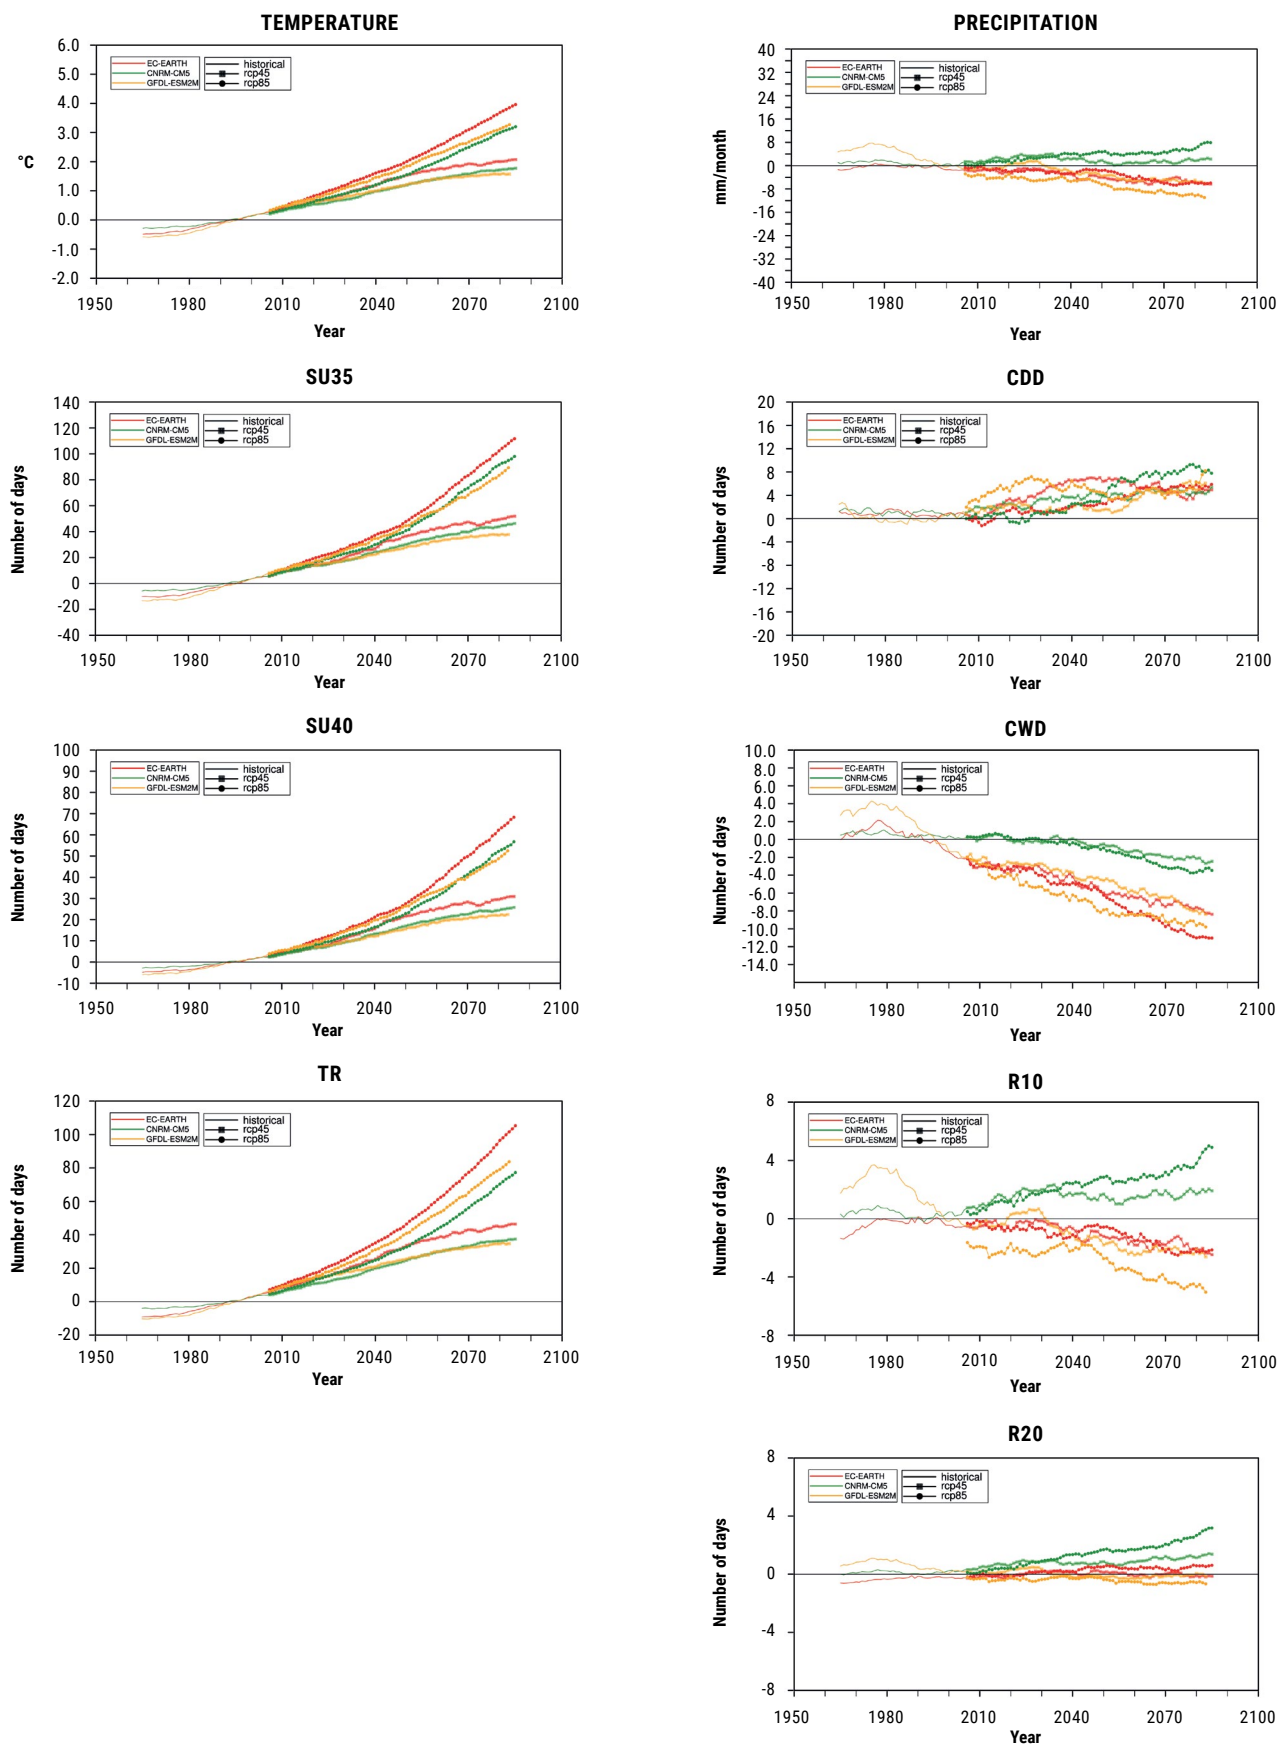 TEMPERATURE
6.0
5.0
4.0
3.0
2.0
1.0
0.0
-1.0
-2.0
°C
EC-EARTH
CNRM-CM5
GFDL-ESM2M
historical
rcp45
rcp85
1950 1980 2010 2040 2070 2100
Year
SU35
140
120
100
80
60
40
20
0
-20
-40
Number of days
EC-EARTH
CNRM-CM5
GFDL-ESM2M
historical
rcp45
rcp85
1950 1980 2010 2040 2070 2100
Year
SU40
100
90
80
70
60
50
40
30
20
10
0
-10
Number of days
EC-EARTH
CNRM-CM5
GFDL-ESM2M
historical
rcp45
rcp85
1950 1980 2010 2040 2070 2100
Year
TR
120
100
80
60
40
20
0
-20
Number of days
EC-EARTH
CNRM-CM5
GFDL-ESM2M
historical
rcp45
rcp85
1950 1980 2010 2040 2070 2100
Year
PRECIPITATION
40
32
24
16
8
0
-8
-16
-24
-32
-40
mm/month
EC-EARTH
CNRM-CM5
GFDL-ESM2M
historical
rcp45
rcp85
1950 1980 2010 2040 2070 2100
Year
CDD
20
16
12
8
4
0
-4
-8
-12
-16
-20
Number of days
EC-EARTH
CNRM-CM5
GFDL-ESM2M
historical
rcp45
rcp85
1950 1980 2010 2040 2070 2100
Year
CWD
10.0
8.0
6.0
4.0
2.0
0.0
-2.0
-4.0
-6.0
-8.0
-10.0
-12.0
-14.0
Number of days
EC-EARTH
CNRM-CM5
GFDL-ESM2M
historical
rcp45
rcp85
1950 1980 2010 2040 2070 2100
Year
R10
8
4
0
-4
-8
Number of days
EC-EARTH
CNRM-CM5
GFDL-ESM2M
historical
rcp45
rcp85
1950 1980 2010 2040 2070 2100
Year
R20
8
4
0
-4
-8
Number of days
EC-EARTH
CNRM-CM5
GFDL-ESM2M
historical
rcp45
rcp85
1950 1980 2010 2040 2070 2100
Year